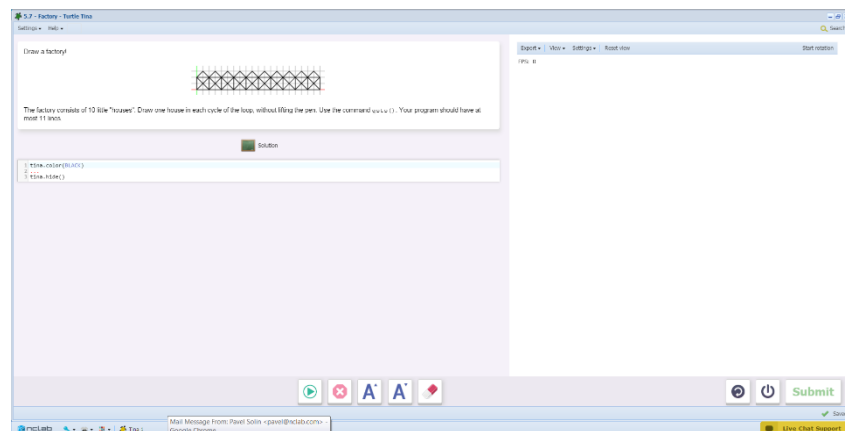 5.7 - Factory - Turtle Tina
Settings Help
Search
Draw a factory!
The factory consists of 10 little "houses". Draw one house in each cycle of the loop, without lifting the pen. Use the command goto(). Your program should have at
most 11 lines.
Solution
1 tina.color(BLACK)
2 ...
3 tina.hide()
Export View Settings Reset view Start rotation
A A Submit
Save
nclab
Mail Message From: Pavel Solin <pavel@nclab.com> -
Google Chrome
Live Chat Support